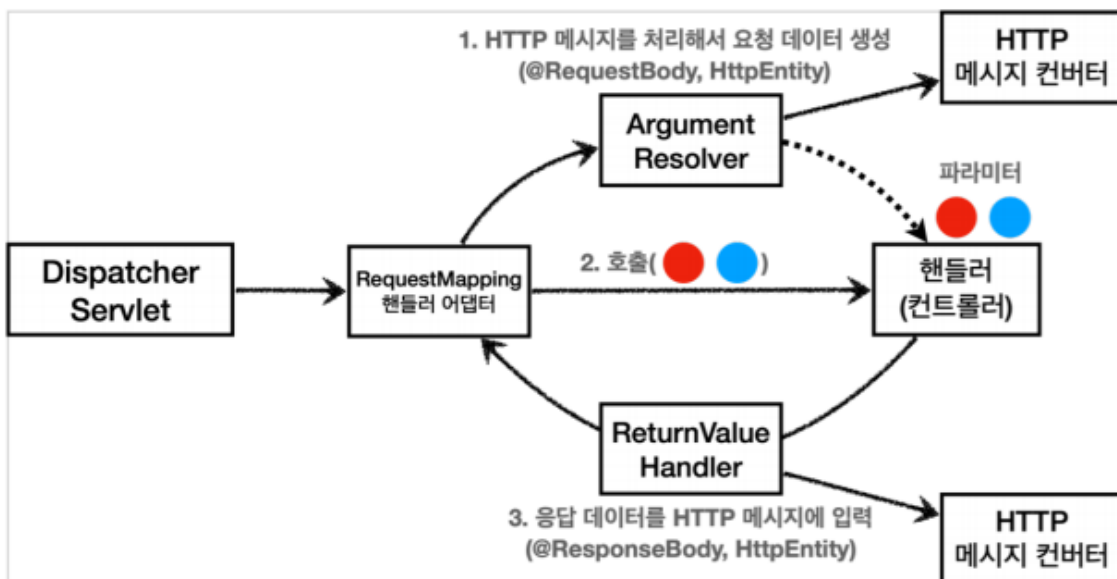 1. HTTP 메시지를 처리해서 요청 데이터 생성
(@RequestBody, HttpEntity)
HTTP
메시지 컨버터
Argument
Resolver
파라미터
Dispatcher
Servlet
RequestMapping
핸들러 어댑터
2. 호출( )
핸들러
(컨트롤러)
ReturnValue
Handler
3. 응답 데이터를 HTTP 메시지에 입력
(@ResponseBody, HttpEntity)
HTTP
메시지 컨버터